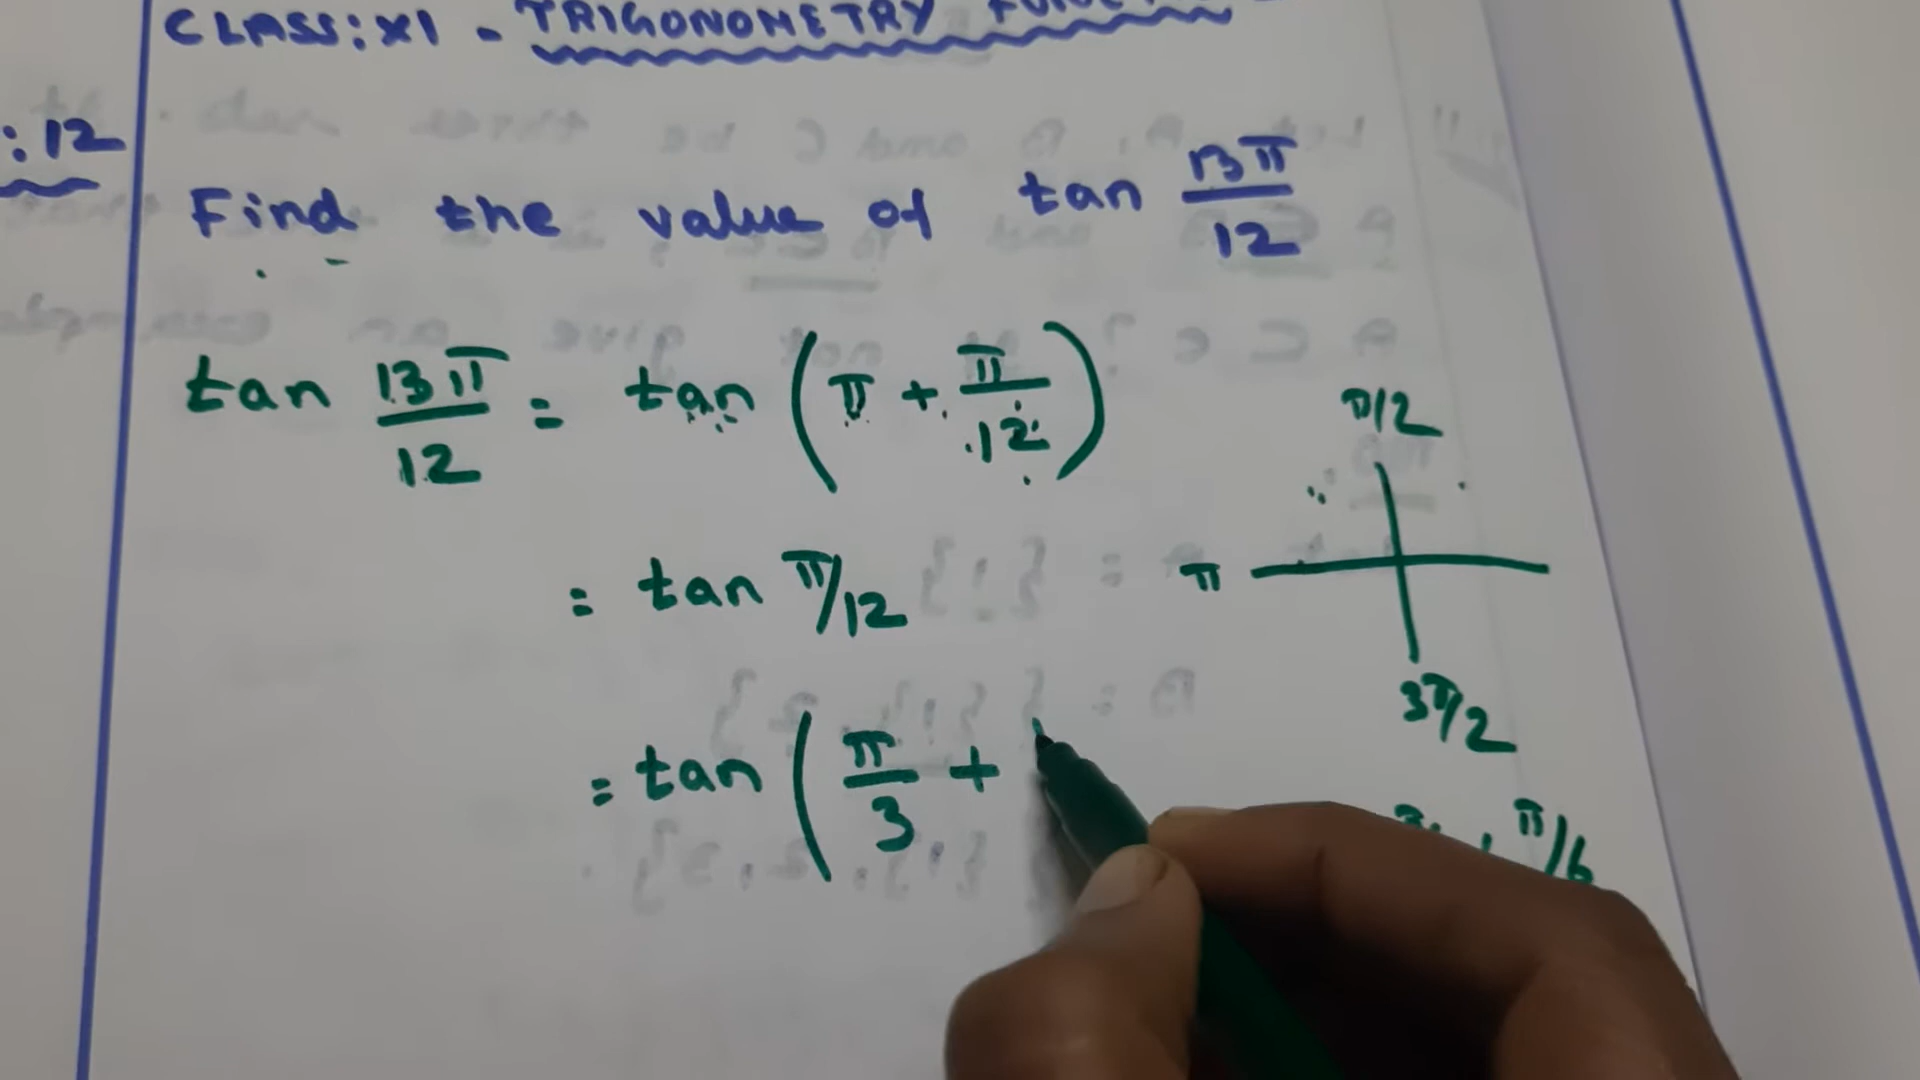 CLASS: XI - TRIGONOMETRY
: 12
Find the value of tan 13π/12
tan 13π/12 = tan (π + π/12)
= tan π/12
= tan (π/3 +
π/2
π
3π/2
π/6